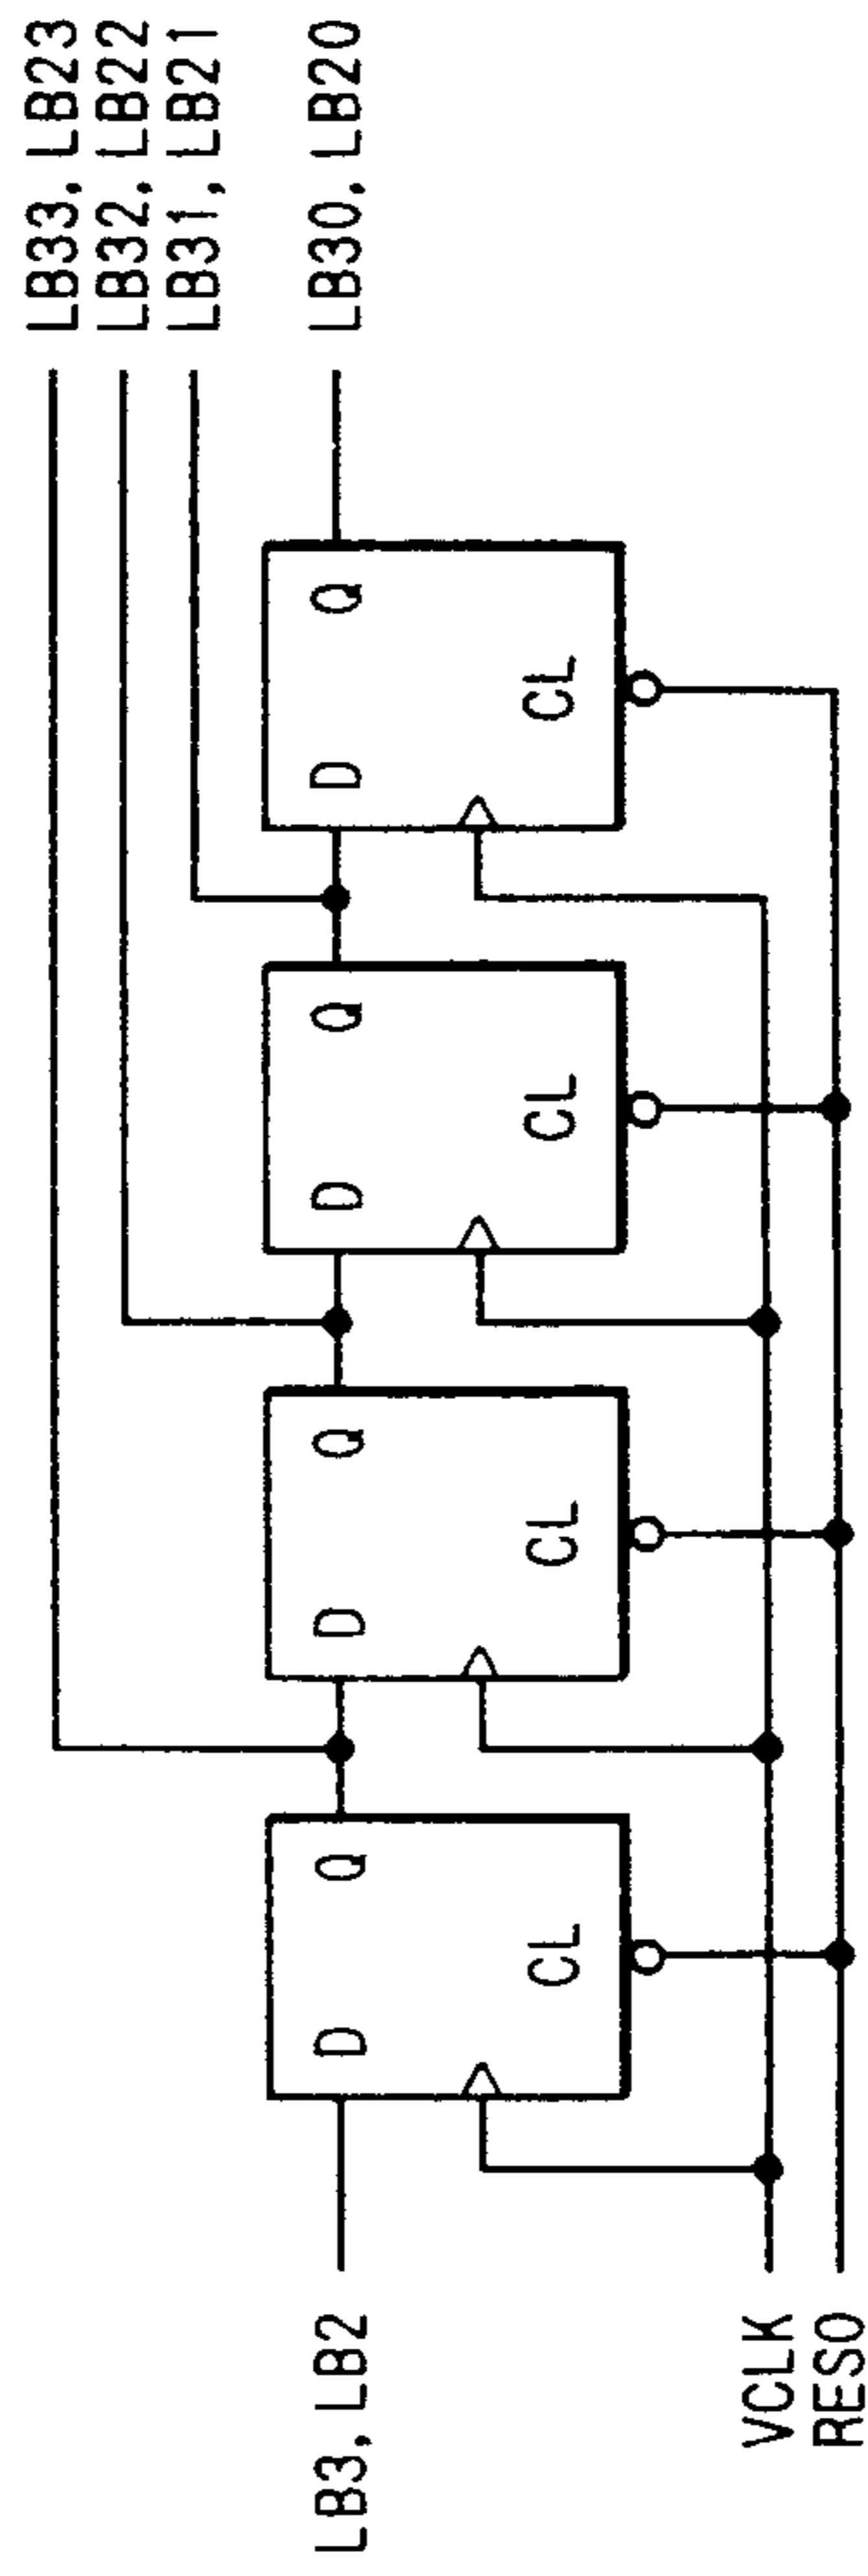 LB33, LB23
LB32, LB22
LB31, LB21
LB3, LB2 D Q D Q D Q D Q LB30, LB20
CL CL CL CL
VCLK
RESO